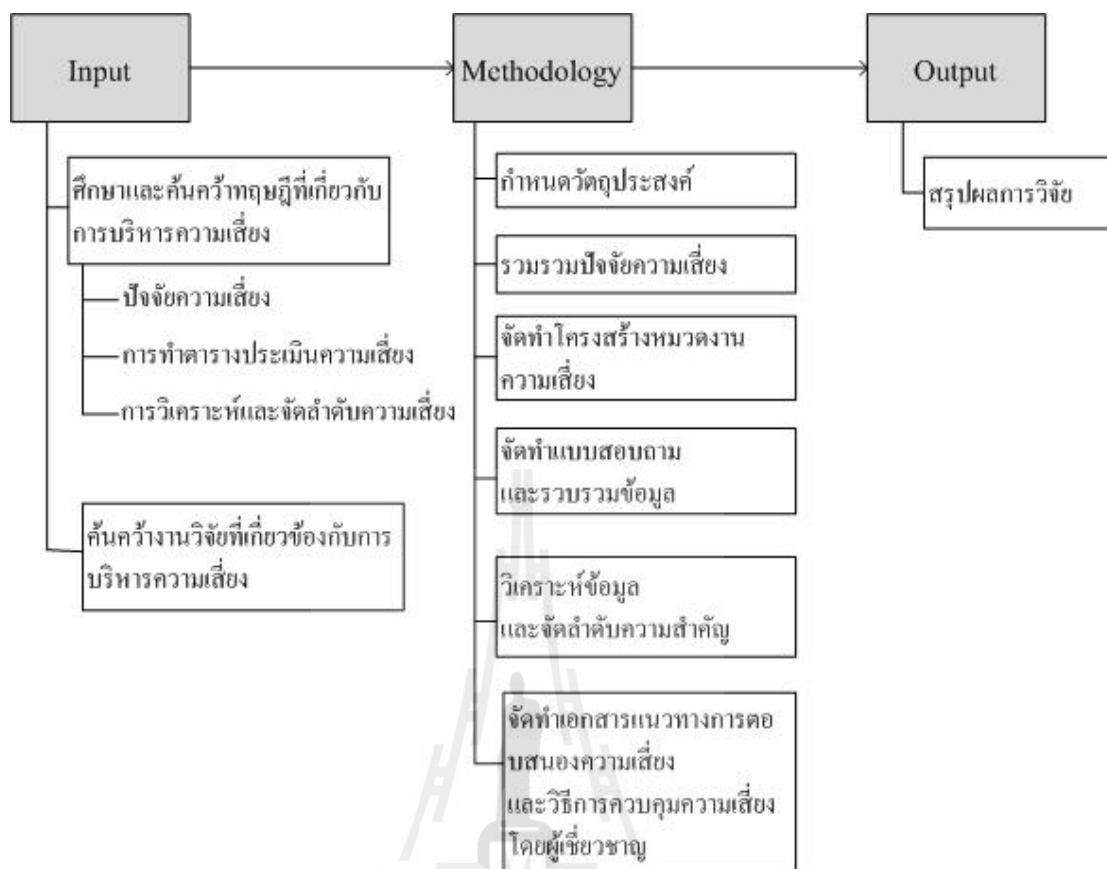 Input
Methodology
Output
ศึกษาและค้นคว้าทฤษฎีที่เกี่ยวกับ
การบริหารความเสี่ยง
ปัจจัยความเสี่ยง
การทำตารางประเมินความเสี่ยง
การวิเคราะห์และจัดลำดับความเสี่ยง
ค้นคว้างานวิจัยที่เกี่ยวข้องกับการ
บริหารความเสี่ยง
กำหนดวัตถุประสงค์
รวมรวมปัจจัยความเสี่ยง
จัดทำโครงสร้างหมวดงาน
ความเสี่ยง
จัดทำแบบสอบถาม
และรวบรวมข้อมูล
วิเคราะห์ข้อมูล
และจัดลำดับความสำคัญ
จัดทำเอกสารแนวทางการตอ
บสนองความเสี่ยง
และวิธีการควบคุมความเสี่ยง
โดยผู้เชี่ยวชาญ
สรุปผลการวิจัย